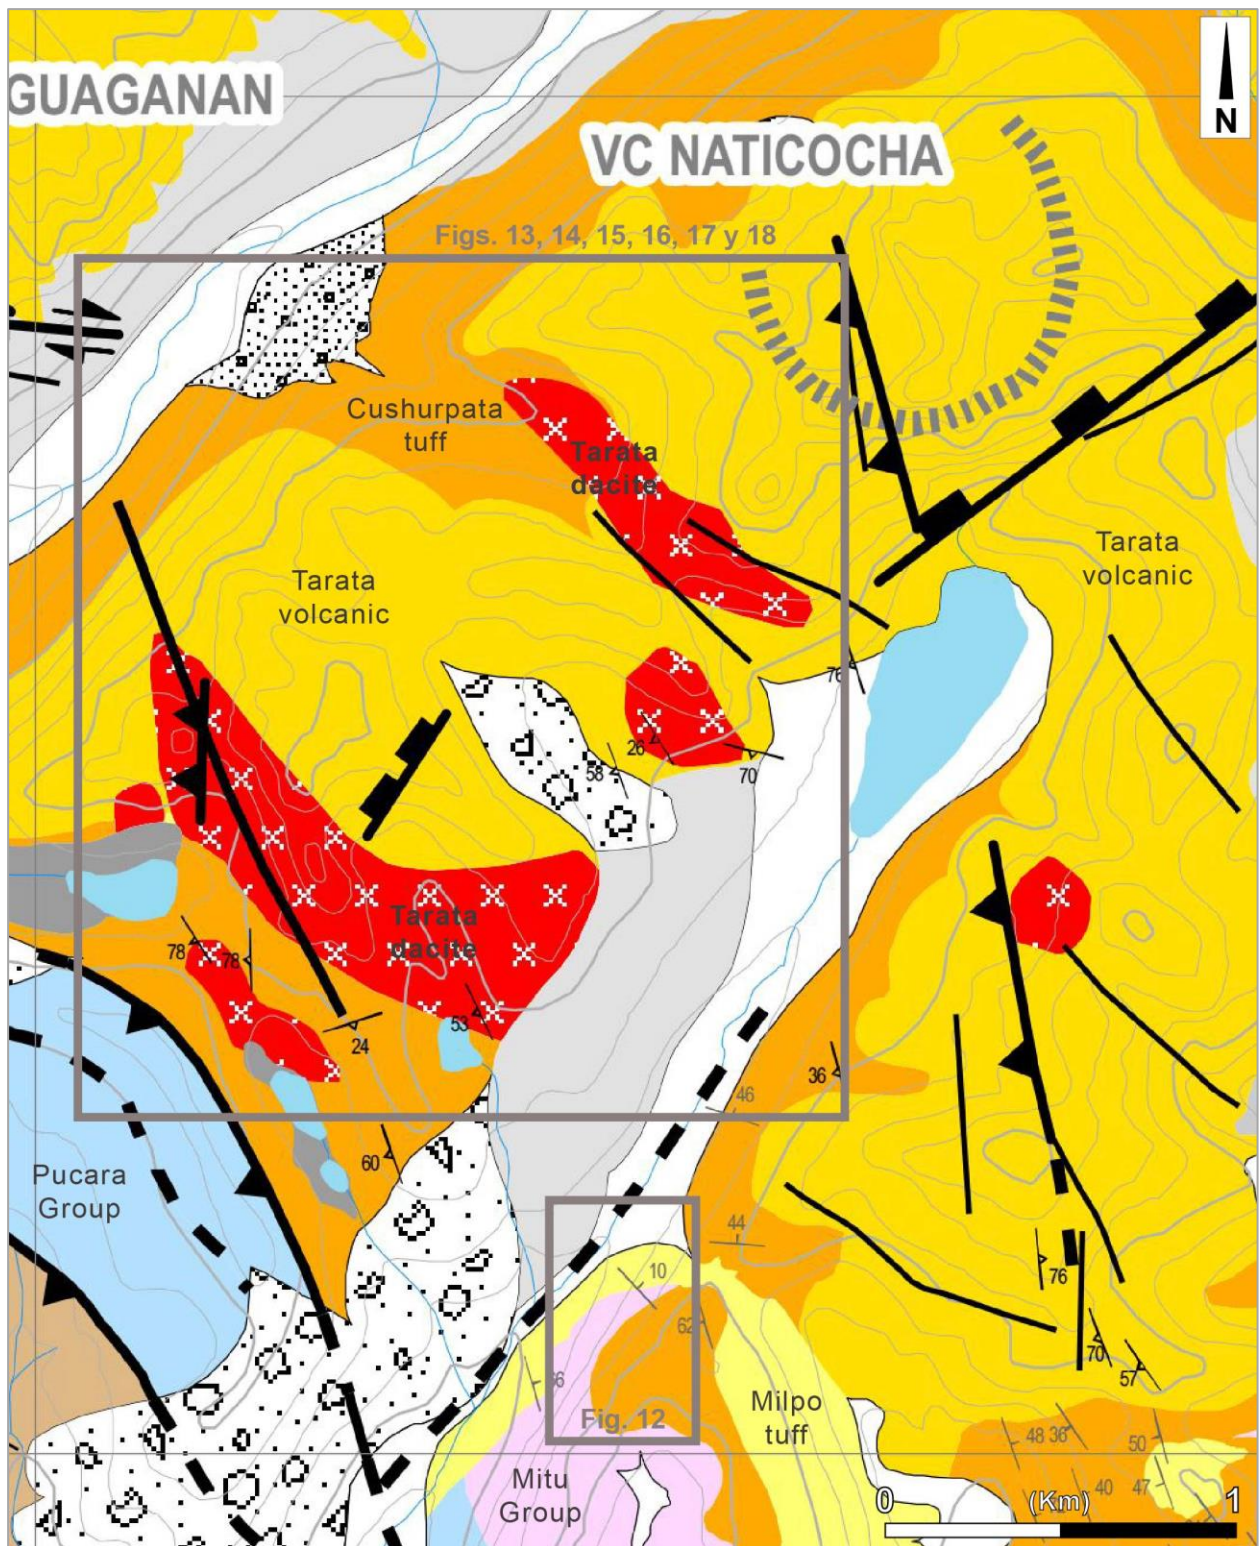 GUAGANAN
N
VC NATICOCHA
Figs. 13, 14, 15, 16, 17 y 18
Cushurpata
tuff
Tarata
dacite
Tarata
volcanic
Tarata
volcanic
76
26
58
70
Tarata
dacite
78
78
53
24
36
46
60
Pucara
Group
44
10
76
62
70
57
66
Fig. 12
Milpo
tuff
48 36
50
Mitu
Group
40
47
0
(Km)
1